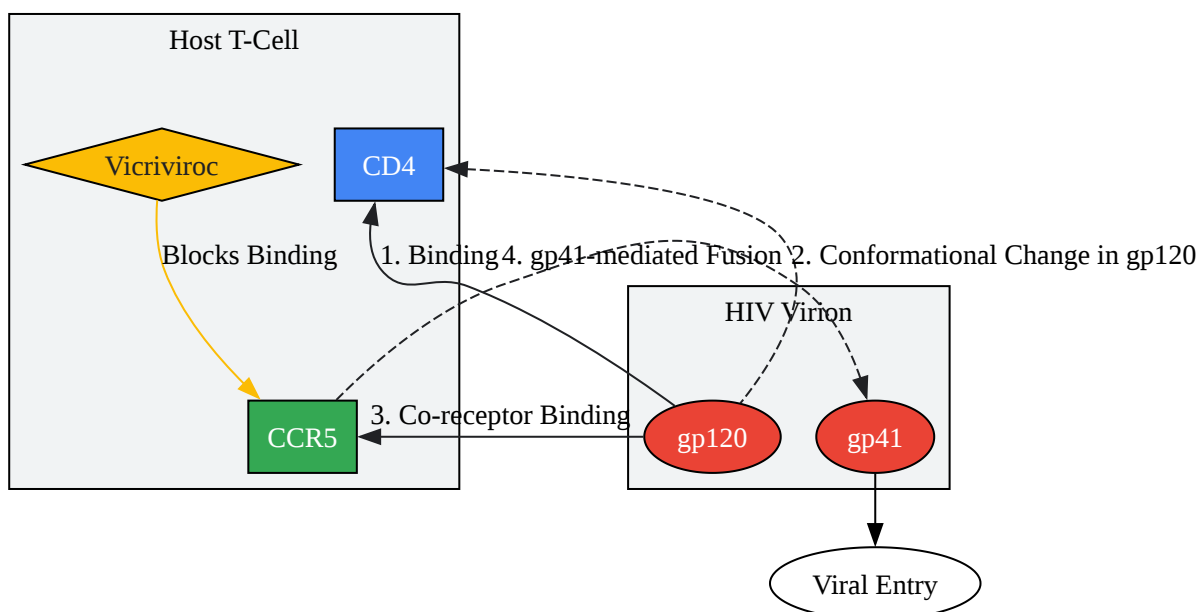 Host T-Cell
Vicriviroc
CD4
Blocks Binding
1. Binding
4. gp41-mediated Fusion
2. Conformational Change in gp120
HIV Virion
3. Co-receptor Binding
CCR5
gp120
gp41
Viral Entry